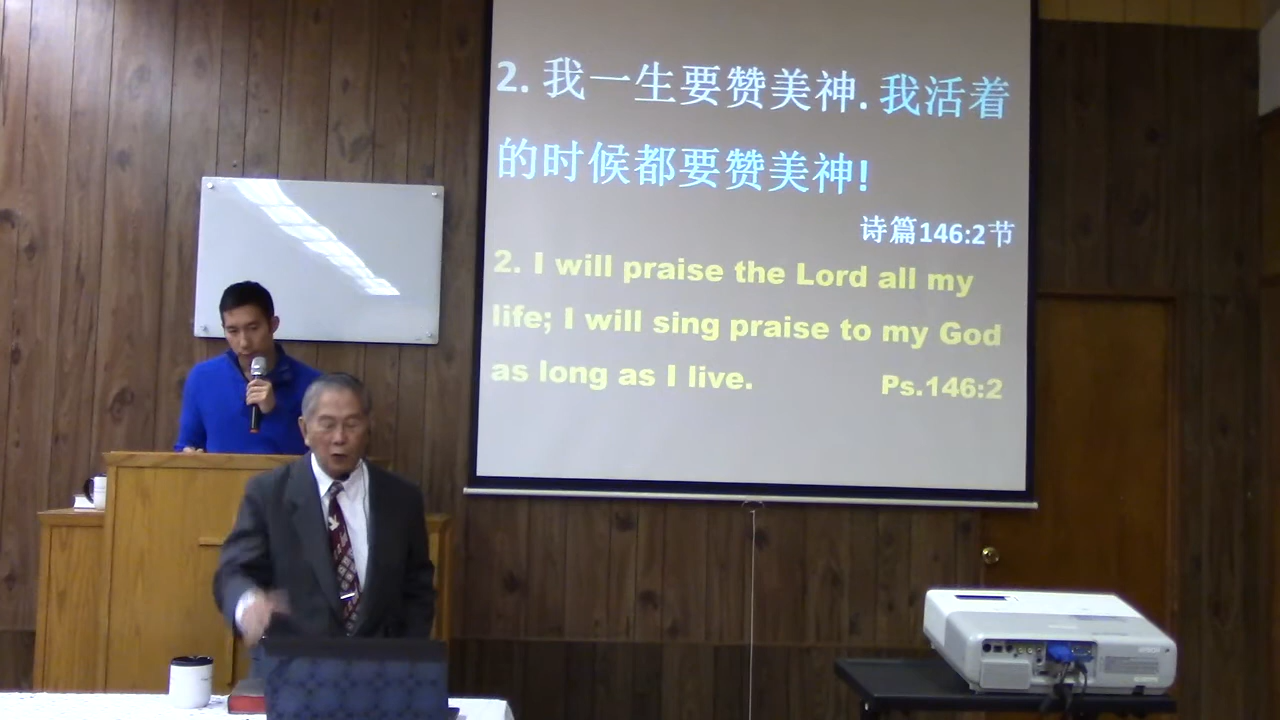 2. 我一生要赞美神. 我活着
的时候都要赞美神!
诗篇146:2节
2. I will praise the Lord all my
life; I will sing praise to my God
as long as I live. Ps.146:2
EPSON